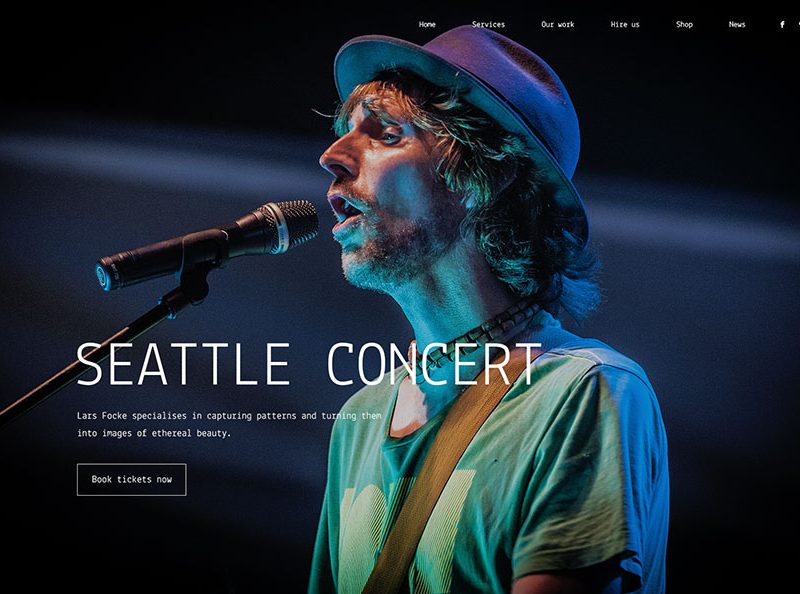 Home Services Our work Hire us Shop News f
SEATTLE CONCERT
Lars Focke specialises in capturing patterns and turning them
into images of ethereal beauty.
Book tickets now